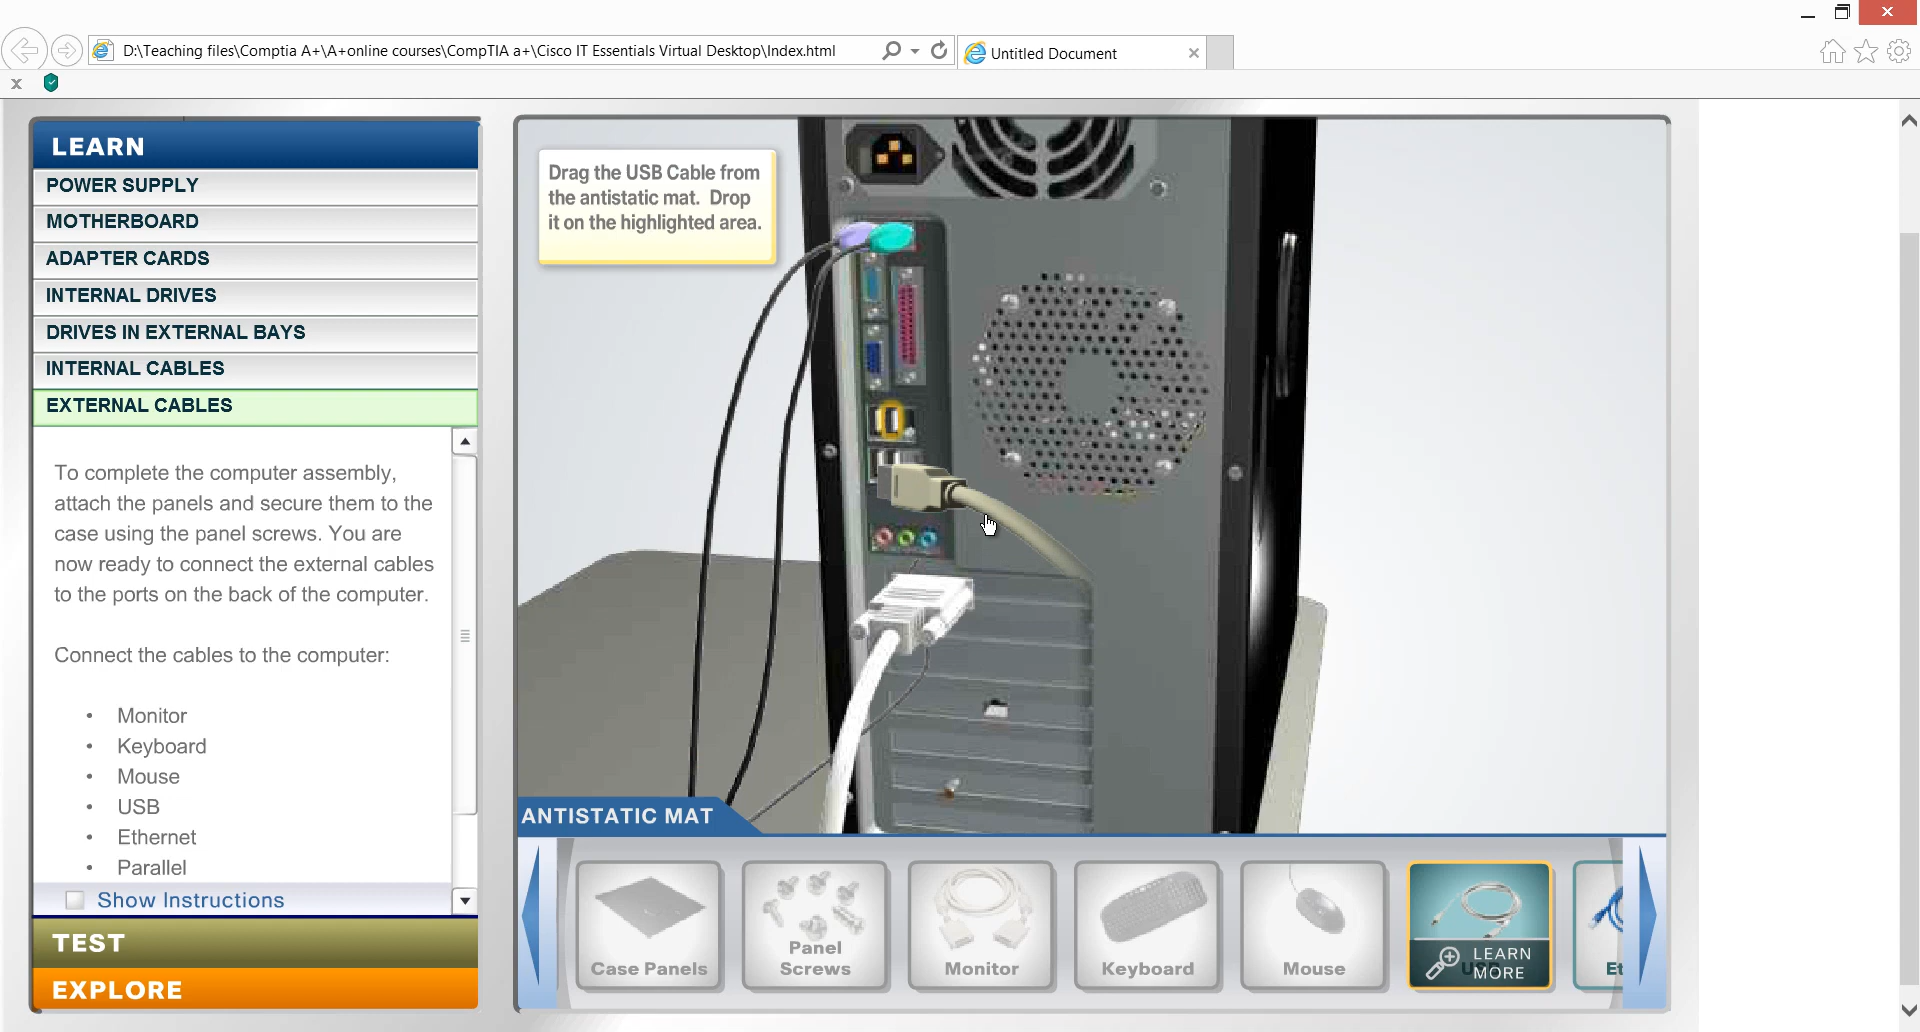 D:\Teaching files\Comptia A+\A+online courses\CompTIA a+\Cisco IT Essentials Virtual Desktop\Index.html
Untitled Document
LEARN
POWER SUPPLY
MOTHERBOARD
ADAPTER CARDS
INTERNAL DRIVES
DRIVES IN EXTERNAL BAYS
INTERNAL CABLES
EXTERNAL CABLES
To complete the computer assembly,
attach the panels and secure them to the
case using the panel screws. You are
now ready to connect the external cables
to the ports on the back of the computer.
Connect the cables to the computer:
• Monitor
• Keyboard
• Mouse
• USB
• Ethernet
• Parallel
Show Instructions
TEST
EXPLORE
Drag the USB Cable from
the antistatic mat. Drop
it on the highlighted area.
ANTISTATIC MAT
Case Panels
Panel
Screws
Monitor
Keyboard
Mouse
LEARN
MORE
USB
Et